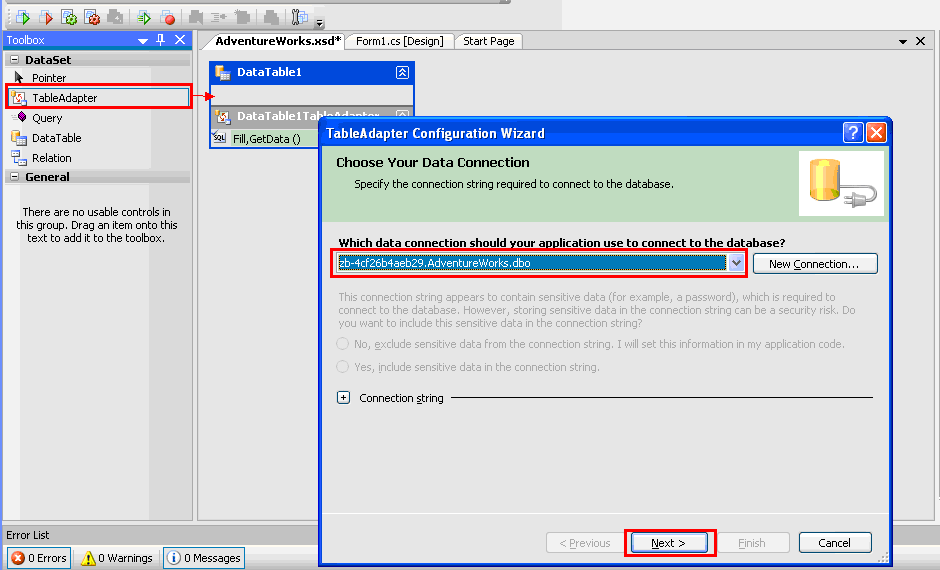 Toolbox
DataSet
Pointer
TableAdapter
Query
DataTable
Relation
General
There are no usable controls in
this group. Drag an item onto this
text to add it to the toolbox.
AdventureWorks.xsd*
Form1.cs [Design]
Start Page
DataTable1
DataTable1TableAdapter
SQL
Fill,GetData ()
TableAdapter Configuration Wizard
Choose Your Data Connection
Specify the connection string required to connect to the database.
Which data connection should your application use to connect to the database?
zb-4cf26b4aeb29.AdventureWorks.dbo
New Connection...
This connection string appears to contain sensitive data (for example, a password), which is required to
connect to the database. However, storing sensitive data in the connection string can be a security risk. Do
you want to include this sensitive data in the connection string?
No, exclude sensitive data from the connection string. I will set this information in my application code.
Yes, include sensitive data in the connection string.
Connection string
< Previous
Next >
Finish
Cancel
Error List
0 Errors
0 Warnings
0 Messages